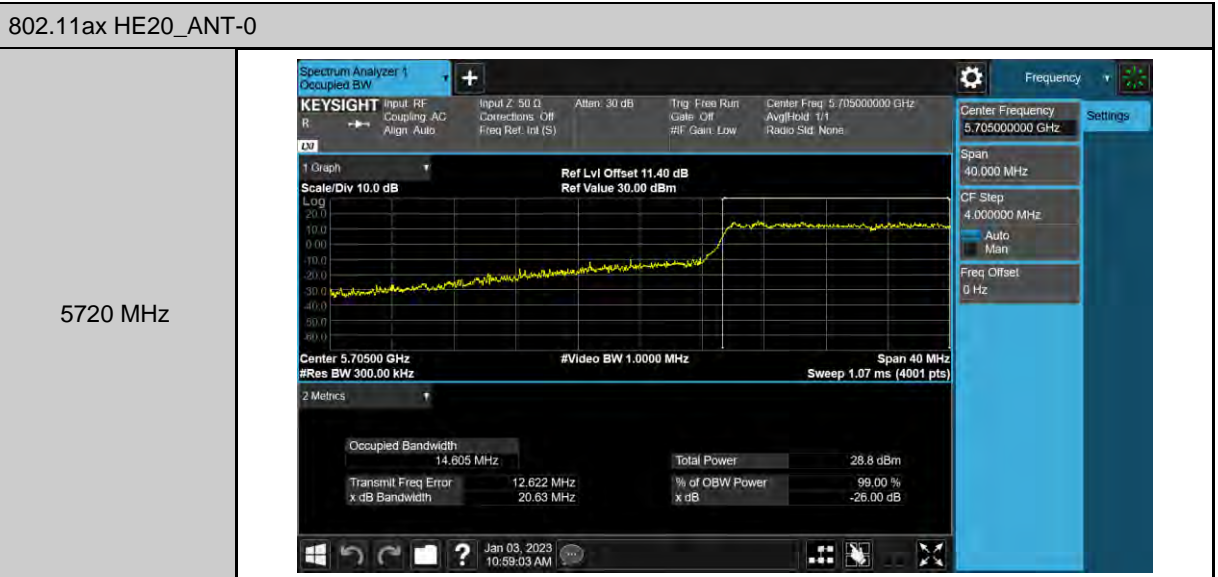 802.11ax HE20_ANT-0
5720 MHz
Spectrum Analyzer 1
Occupied BW
Frequency
KEYSIGHT
R
LXI
Input: RF
Coupling: AC
Align: Auto
Input Z: 50 Ω
Corrections: Off
Freq Ref: Int (S)
Atten: 30 dB
Trig: Free Run
Gate: Off
#IF Gain: Low
Center Freq: 5.705000000 GHz
Avg|Hold: 1/1
Radio Std: None
1 Graph
Scale/Div 10.0 dB
Ref Lvl Offset 11.40 dB
Ref Value 30.00 dBm
Log
20.0
10.0
0.00
-10.0
-20.0
-30.0
-40.0
-50.0
-60.0
Center 5.70500 GHz
#Video BW 1.0000 MHz
Span 40 MHz
#Res BW 300.00 kHz
Sweep 1.07 ms (4001 pts)
2 Metrics
Occupied Bandwidth
14.605 MHz
Transmit Freq Error 12.622 MHz
x dB Bandwidth 20.63 MHz
Total Power 28.8 dBm
% of OBW Power 99.00 %
x dB -26.00 dB
Center Frequency
5.705000000 GHz
Settings
Span
40.000 MHz
CF Step
4.000000 MHz
Auto
Man
Freq Offset
0 Hz
?
Jan 03, 2023
10:59:03 AM